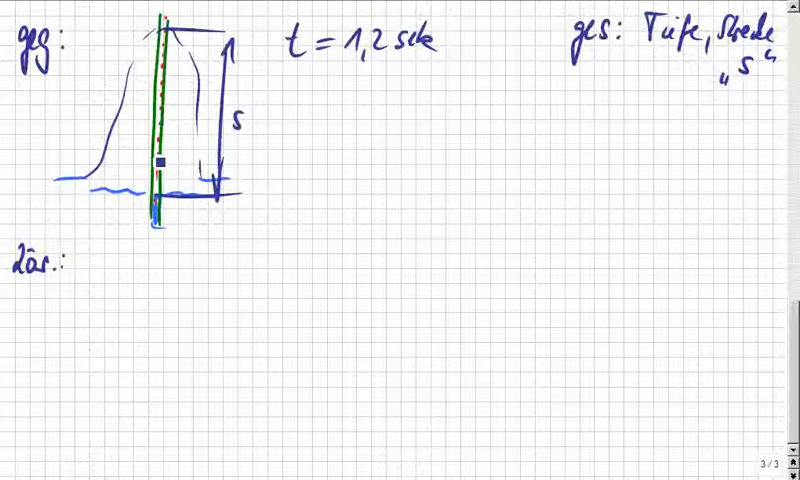 geg:
t = 1,2 sek
ges: Tiefe, Strecke
"s"
s
Lös.:
3 / 3